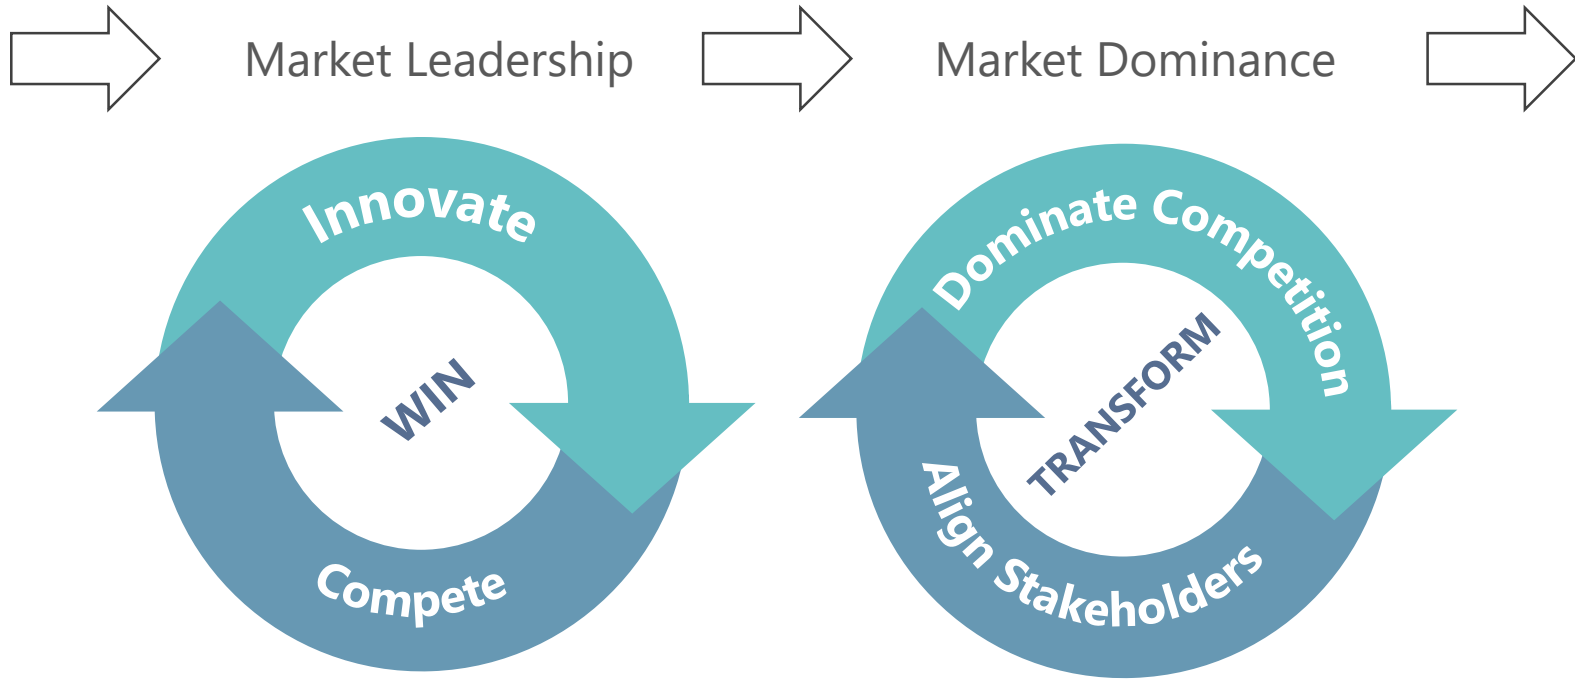 Market Leadership
Market Dominance
Innovate
WIN
Compete
Dominate Competition
TRANSFORM
Align Stakeholders